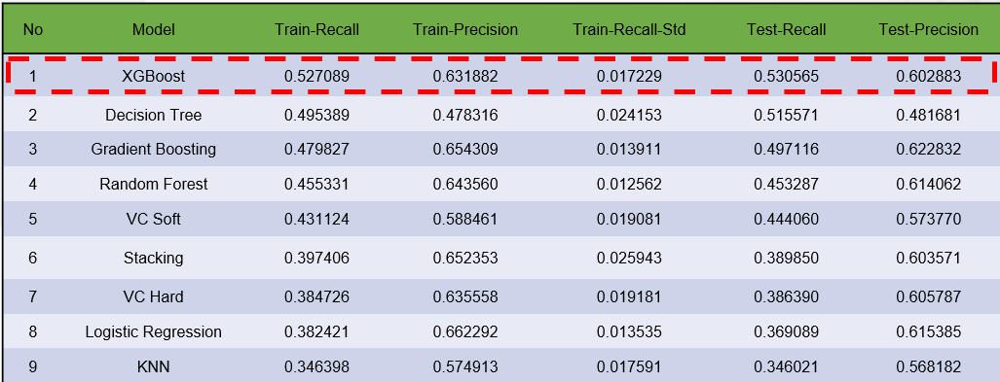 No Model Train-Recall Train-Precision Train-Recall-Std Test-Recall Test-Precision
1 XGBoost 0.527089 0.631882 0.017229 0.530565 0.602883
2 Decision Tree 0.495389 0.478316 0.024153 0.515571 0.481681
3 Gradient Boosting 0.479827 0.654309 0.013911 0.497116 0.622832
4 Random Forest 0.455331 0.643560 0.012562 0.453287 0.614062
5 VC Soft 0.431124 0.588461 0.019081 0.444060 0.573770
6 Stacking 0.397406 0.652353 0.025943 0.389850 0.603571
7 VC Hard 0.384726 0.635558 0.019181 0.386390 0.605787
8 Logistic Regression 0.382421 0.662292 0.013535 0.369089 0.615385
9 KNN 0.346398 0.574913 0.017591 0.346021 0.568182